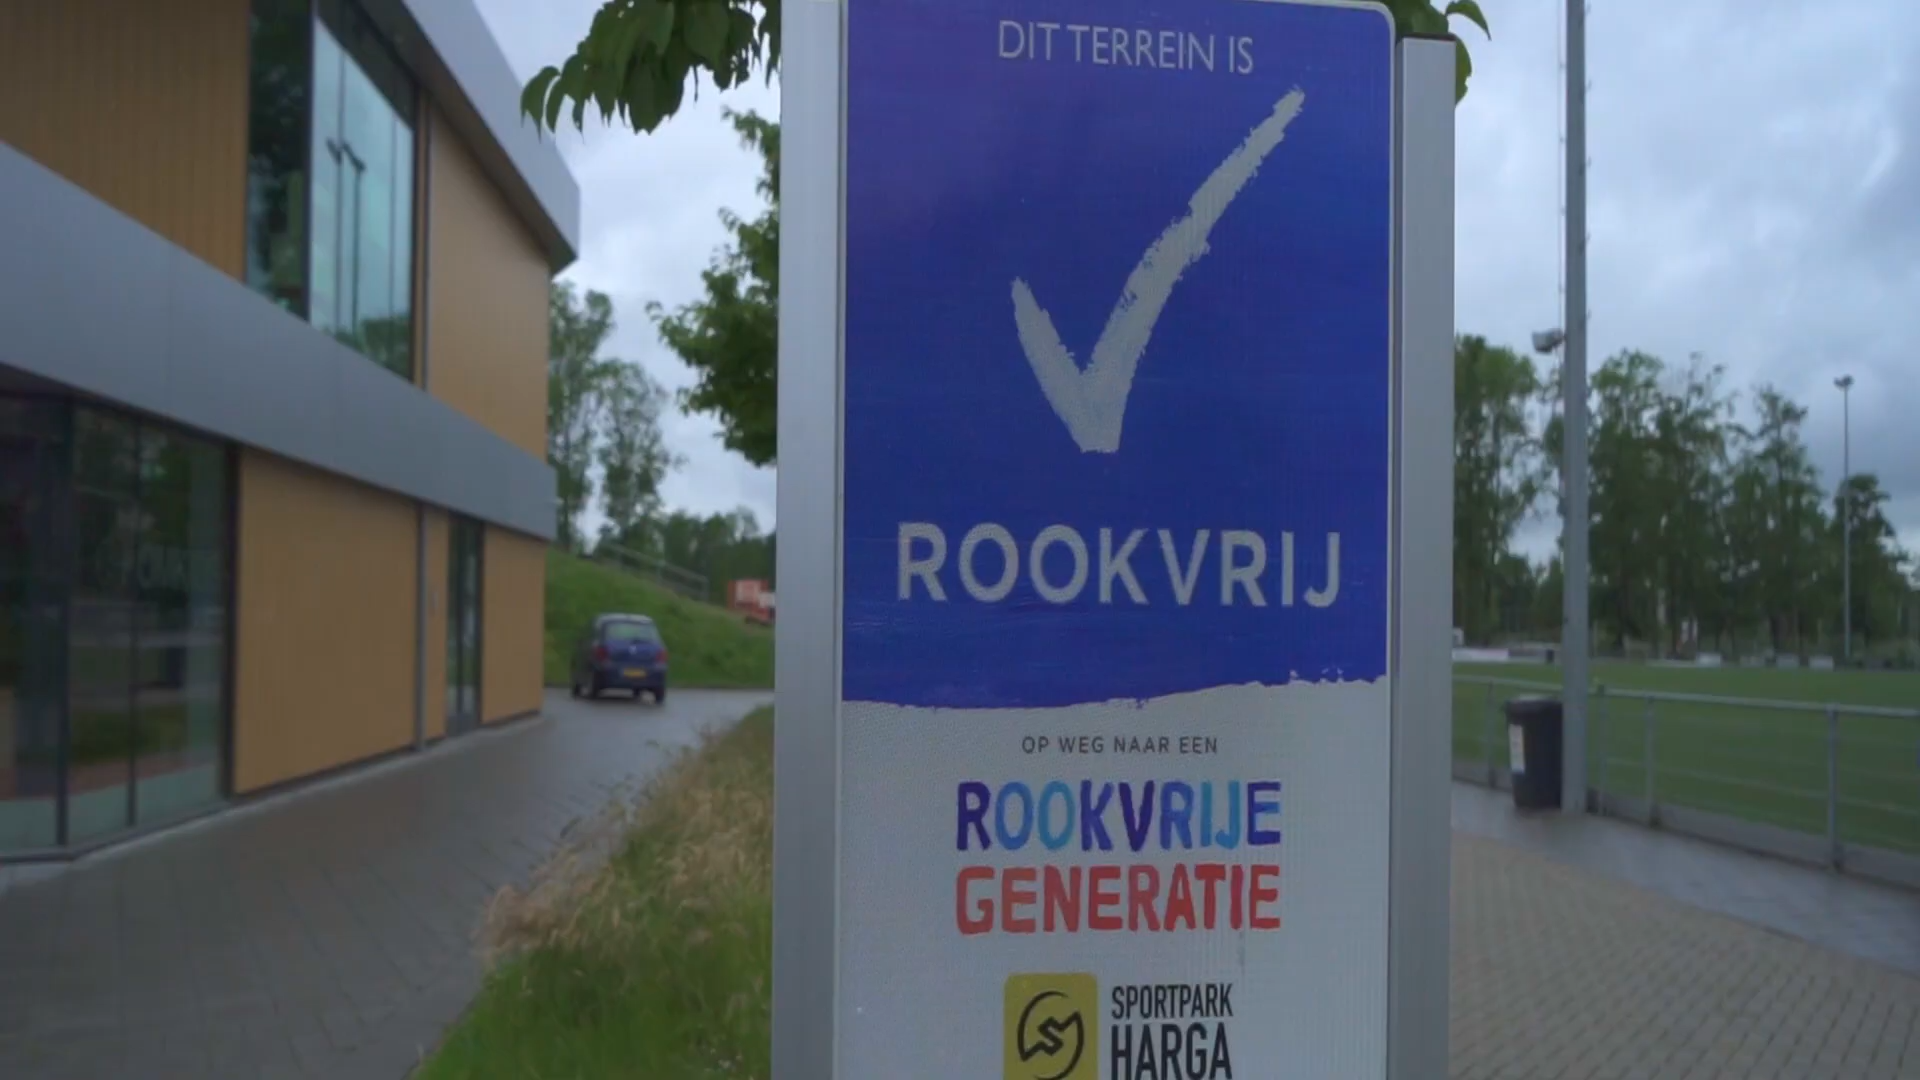 DIT TERREIN IS
ROOKVRIJ
OP WEG NAAR EEN
ROOKVRIJE
GENERATIE
SPORTPARK
HARGA